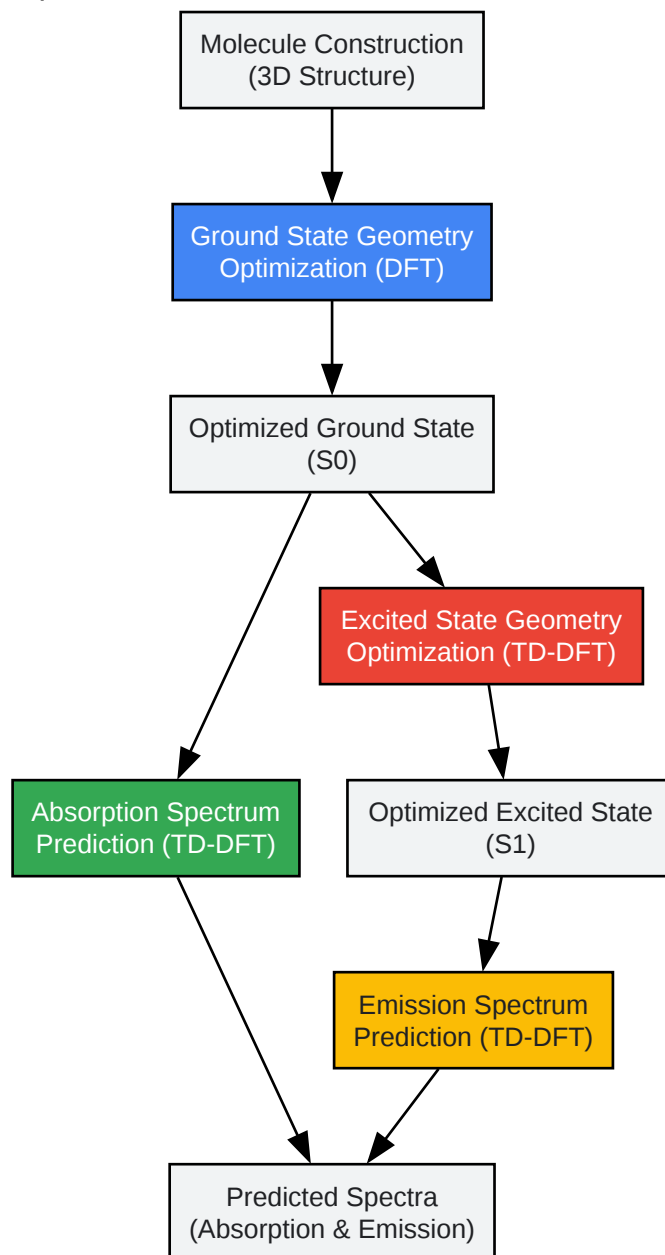 Molecule Construction
(3D Structure)
Ground State Geometry
Optimization (DFT)
Optimized Ground State
(S0)
Excited State Geometry
Optimization (TD-DFT)
Absorption Spectrum
Prediction (TD-DFT)
Optimized Excited State
(S1)
Emission Spectrum
Prediction (TD-DFT)
Predicted Spectra
(Absorption & Emission)